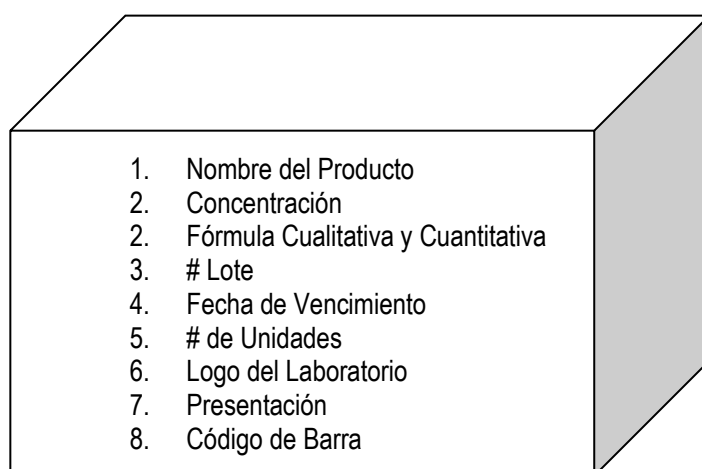 1. Nombre del Producto
2. Concentración
2. Fórmula Cualitativa y Cuantitativa
3. # Lote
4. Fecha de Vencimiento
5. # de Unidades
6. Logo del Laboratorio
7. Presentación
8. Código de Barra